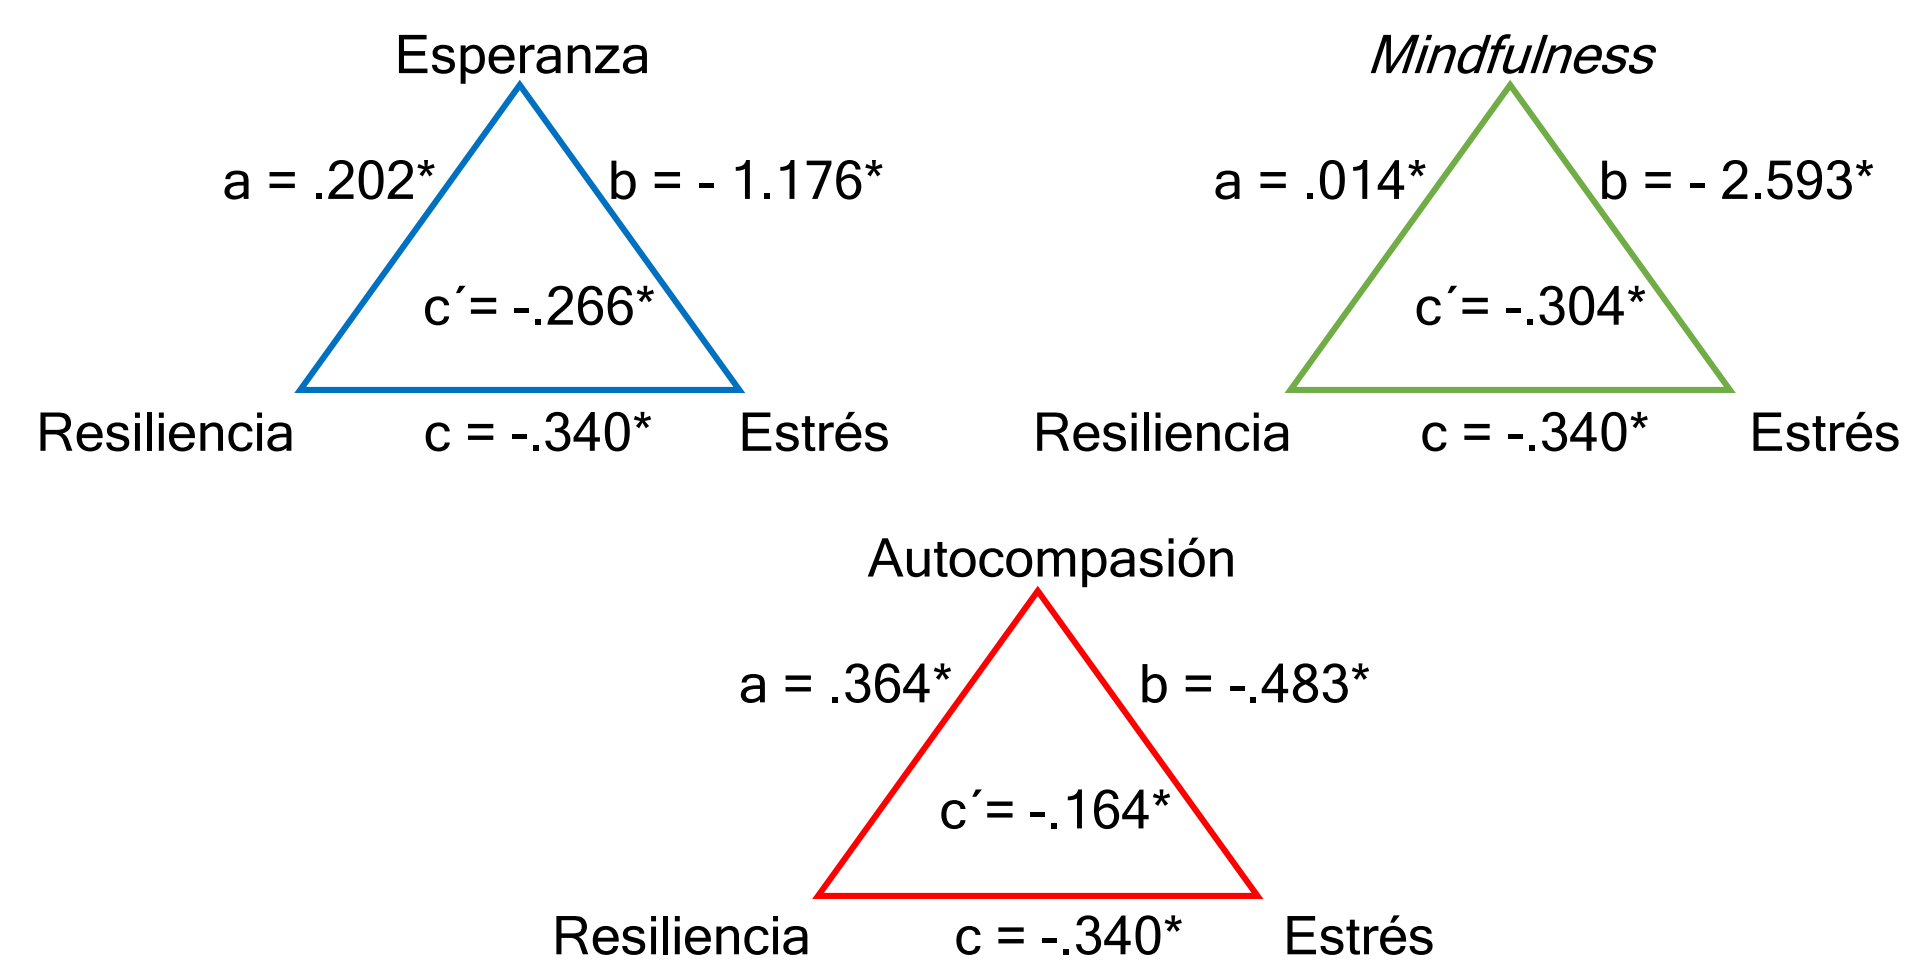 Esperanza
a = .202*
b = - 1.176*
c´= -.266*
Resiliencia
c = -.340*
Estrés
Mindfulness
a = .014*
b = - 2.593*
c´= -.304*
Resiliencia
c = -.340*
Estrés
Autocompasión
a = .364*
b = -.483*
c´= -.164*
Resiliencia
c = -.340*
Estrés